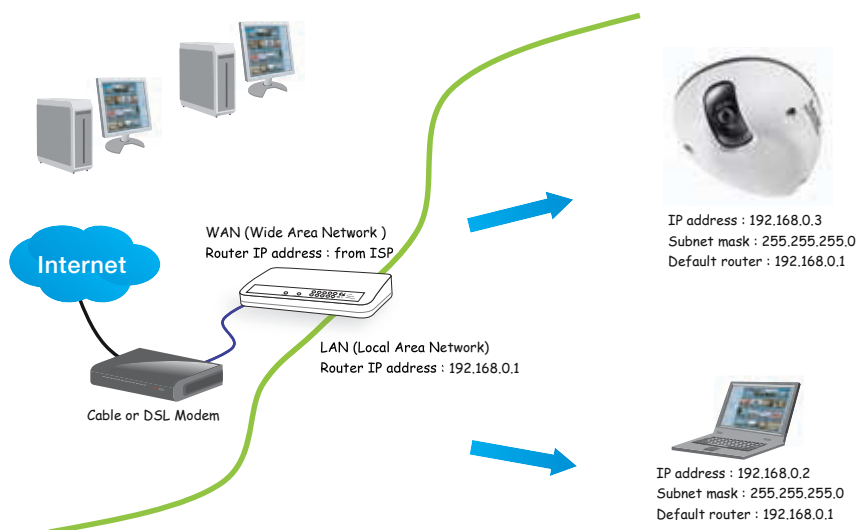 WAN (Wide Area Network )
Router IP address : from ISP
Internet
LAN (Local Area Network)
Router IP address : 192.168.0.1
Cable or DSL Modem
IP address : 192.168.0.3
Subnet mask : 255.255.255.0
Default router : 192.168.0.1
IP address : 192.168.0.2
Subnet mask : 255.255.255.0
Default router : 192.168.0.1